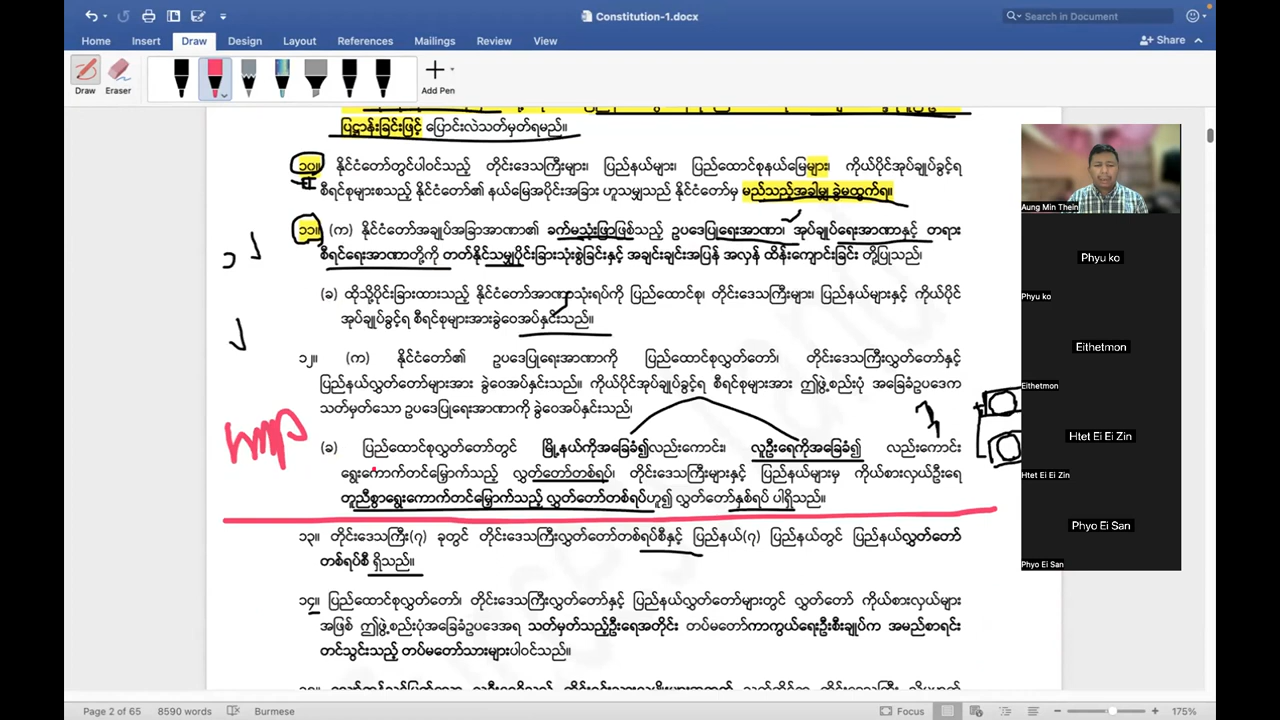 Constitution-1.docx
Search in Document
Home Insert Draw Design Layout References Mailings Review View
Share
Draw Eraser Add Pen
ပြဋ္ဌာန်းခြင်းဖြင့် ပြောင်းလဲသတ်မှတ်ရမည်။
၁၀။ နိုင်ငံတော်တွင်ပါဝင်သည့် တိုင်းဒေသကြီးများ၊ ပြည်နယ်များ၊ ပြည်ထောင်စုနယ်မြေများ၊ ကိုယ်ပိုင်အုပ်ချုပ်ခွင့်ရ
စီရင်စုများစသည့် နိုင်ငံတော်၏ နယ်မြေအပိုင်းအခြား ဟူသမျှသည် နိုင်ငံတော်မှ မည်သည့်အခါမျှ ခွဲမထွက်ရ။
၁၁။ (က) နိုင်ငံတော်အချုပ်အခြာအာဏာ၏ ခက်မသုံးဖြာဖြစ်သည့် ဥပဒေပြုရေးအာဏာ၊ အုပ်ချုပ်ရေးအာဏာနှင့် တရား
စီရင်ရေးအာဏာတို့ကို တတ်နိုင်သမျှပိုင်းခြားသုံးစွဲခြင်းနှင့် အချင်းချင်းအပြန် အလှန် ထိန်းကျောင်းခြင်း တို့ပြုသည်၊
(ခ) ထိုသို့ပိုင်းခြားထားသည့် နိုင်ငံတော်အာဏာသုံးရပ်ကို ပြည်ထောင်စု၊ တိုင်းဒေသကြီးများ၊ ပြည်နယ်များနှင့် ကိုယ်ပိုင်
အုပ်ချုပ်ခွင့်ရ စီရင်စုများအားခွဲဝေအပ်နှင်းသည်။
၁၂။ (က) နိုင်ငံတော်၏ ဥပဒေပြုရေးအာဏာကို ပြည်ထောင်စုလွှတ်တော်၊ တိုင်းဒေသကြီးလွှတ်တော်နှင့်
ပြည်နယ်လွှတ်တော်များအား ခွဲဝေအပ်နှင်းသည်။ ကိုယ်ပိုင်အုပ်ချုပ်ခွင့်ရ စီရင်စုများအား ဤဖွဲ့စည်းပုံ အခြေခံဥပဒေက
သတ်မှတ်သော ဥပဒေပြုရေးအာဏာကို ခွဲဝေအပ်နှင်းသည်၊
imp
(ခ) ပြည်ထောင်စုလွှတ်တော်တွင် မြို့နယ်ကိုအခြေခံ၍လည်းကောင်း၊ လူဦးရေကိုအခြေခံ၍ လည်းကောင်း
ရွေးကောက်တင်မြှောက်သည့် လွှတ်တော်တစ်ရပ်၊ တိုင်းဒေသကြီးများနှင့် ပြည်နယ်များမှ ကိုယ်စားလှယ်ဦးရေ
တူညီစွာရွေးကောက်တင်မြှောက်သည့် လွှတ်တော်တစ်ရပ်ဟူ၍ လွှတ်တော်နှစ်ရပ် ပါရှိသည်။
၁၃။ တိုင်းဒေသကြီး(၇) ခုတွင် တိုင်းဒေသကြီးလွှတ်တော်တစ်ရပ်စီနှင့် ပြည်နယ်(၇) ပြည်နယ်တွင် ပြည်နယ်လွှတ်တော်
တစ်ရပ်စီ ရှိသည်။
၁၄။ ပြည်ထောင်စုလွှတ်တော်၊ တိုင်းဒေသကြီးလွှတ်တော်နှင့် ပြည်နယ်လွှတ်တော်များတွင် လွှတ်တော် ကိုယ်စားလှယ်များ
အဖြစ် ဤဖွဲ့စည်းပုံအခြေခံဥပဒေအရ သတ်မှတ်သည့်ဦးရေအတိုင်း တပ်မတော်ကာကွယ်ရေးဦးစီးချုပ်က အမည်စာရင်း
တင်သွင်းသည့် တပ်မတော်သားများပါဝင်သည်။
Aung Min Thein
Phyu ko
Phyu ko
Eithetmon
Eithetmon
Htet Ei Ei Zin
Htet Ei Ei Zin
Phyo Ei San
Phyo Ei San
Page 2 of 65 8590 words Burmese Focus 175%